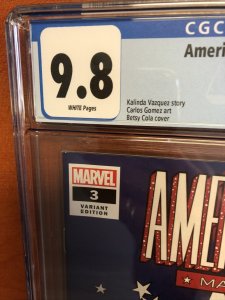 CGC
Ameri
9.8
WHITE Pages
Kalinda Vazquez story
Carlos Gomez art
Betsy Cola cover
MARVEL
3
VARIANT
EDITION
AMER
MA